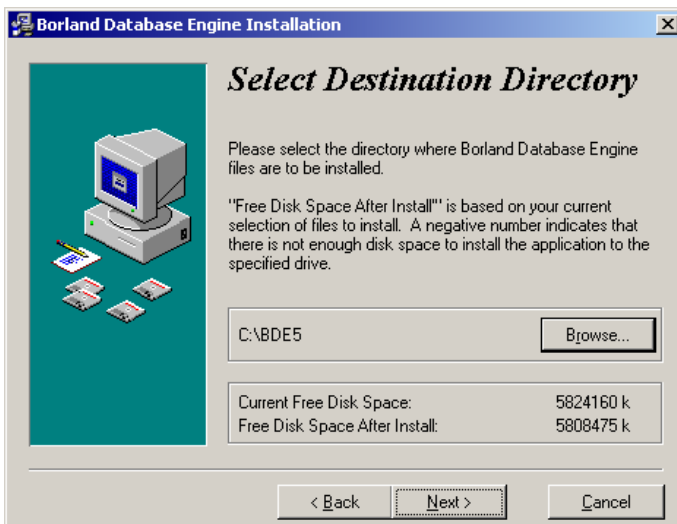 Borland Database Engine Installation
Select Destination Directory
Please select the directory where Borland Database Engine
files are to be installed.
"Free Disk Space After Install'" is based on your current
selection of files to install.  A negative number indicates that
there is not enough disk space to install the application to the
specified drive.
C:\BDE5
Browse...
Current Free Disk Space: 5824160 k
Free Disk Space After Install: 5808475 k
< Back
Next >
Cancel